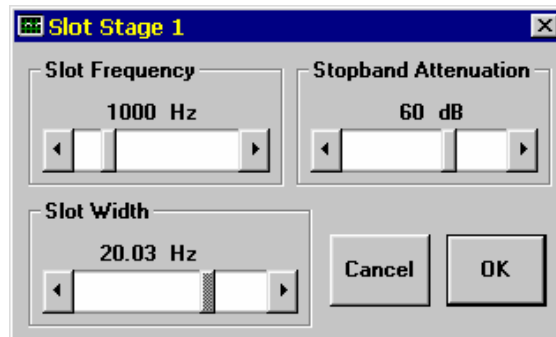 Slot Stage 1
Slot Frequency
1000 Hz
Stopband Attenuation
60 dB
Slot Width
20.03 Hz
Cancel
OK